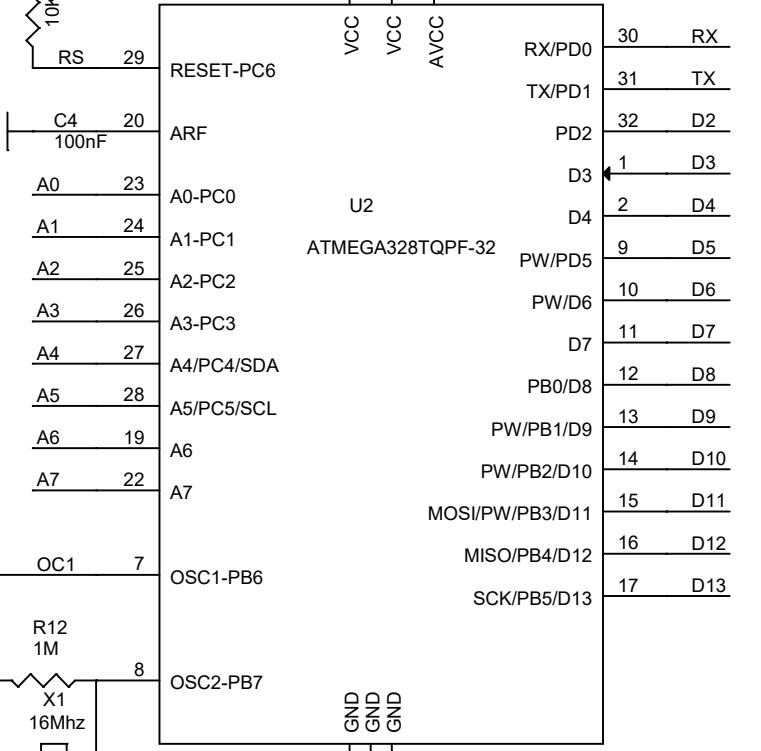 10K
VCC
VCC
AVCC
RS 29 RESET-PC6
RX/PD0 30 RX
TX/PD1 31 TX
C4 20 ARF
100nF
PD2 32 D2
D3 1 D3
A0 23 A0-PC0
D4 2 D4
U2
A1 24 A1-PC1
ATMEGA328TQPF-32
PW/PD5 9 D5
A2 25 A2-PC2
PW/D6 10 D6
A3 26 A3-PC3
D7 11 D7
A4 27 A4/PC4/SDA
PB0/D8 12 D8
A5 28 A5/PC5/SCL
PW/PB1/D9 13 D9
A6 19 A6
PW/PB2/D10 14 D10
A7 22 A7
MOSI/PW/PB3/D11 15 D11
MISO/PB4/D12 16 D12
OC1 7 OSC1-PB6
SCK/PB5/D13 17 D13
R12
1M
8 OSC2-PB7
X1
16Mhz
GND
GND
GND